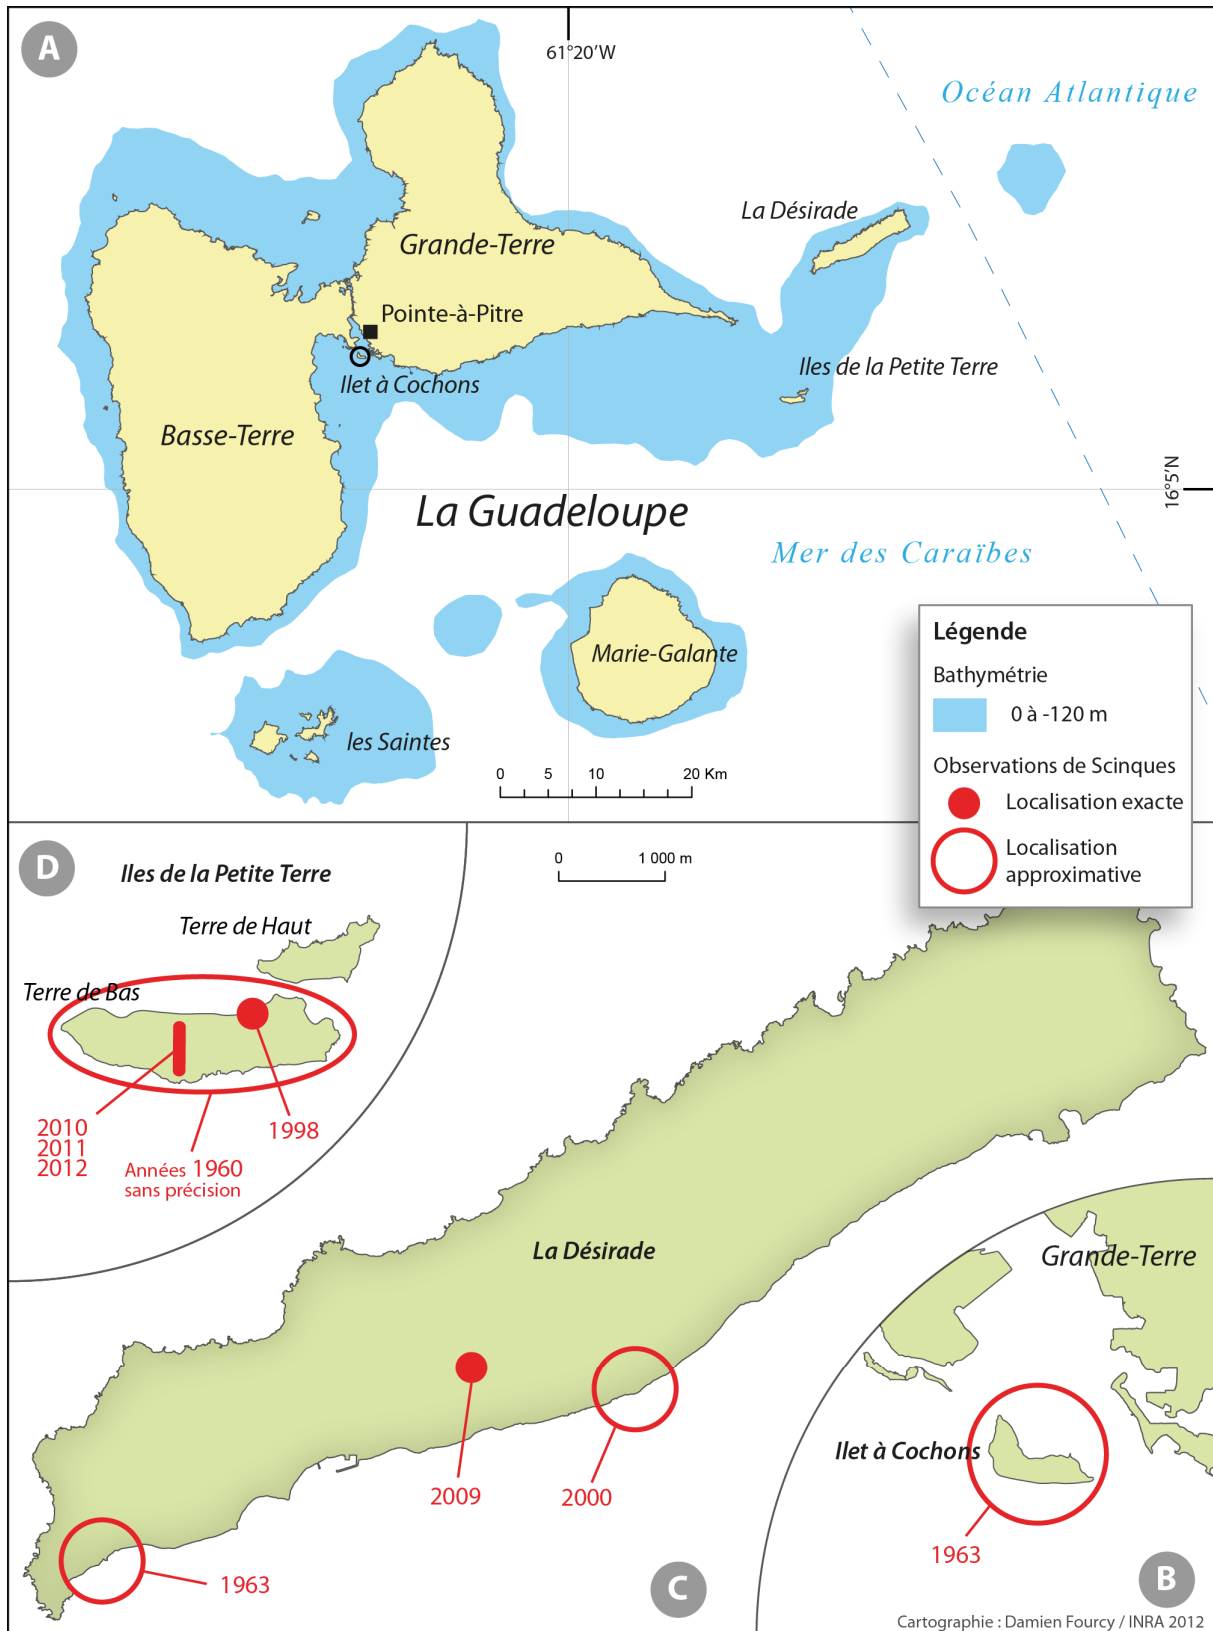 A
61°20'W
Océan Atlantique
La Désirade
Grande-Terre
Pointe-à-Pitre
Ilet à Cochons
Iles de la Petite Terre
Basse-Terre
16°5'N
La Guadeloupe
Mer des Caraïbes
Marie-Galante
les Saintes
0 5 10 20 Km
Légende
Bathymétrie
0 à -120 m
Observations de Scinques
Localisation exacte
Localisation
approximative
D
Iles de la Petite Terre
Terre de Haut
Terre de Bas
2010
2011
2012
Années 1960
sans précision
1998
0 1 000 m
La Désirade
2009
2000
1963
C
Grande-Terre
Ilet à Cochons
1963
B
Cartographie : Damien Fourcy / INRA 2012